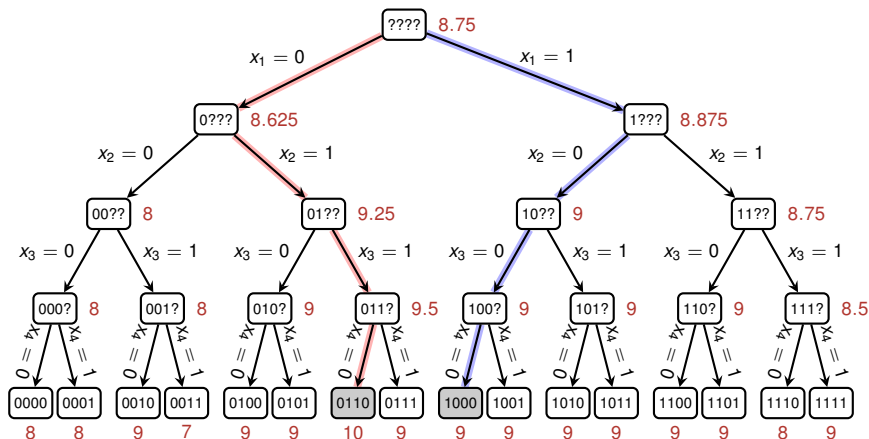 ???? 8.75
x₁ = 0 x₁ = 1
0??? 8.625 1??? 8.875
x₂ = 0 x₂ = 1 x₂ = 0 x₂ = 1
00?? 8 01?? 9.25 10?? 9 11?? 8.75
x₃ = 0 x₃ = 1 x₃ = 0 x₃ = 1 x₃ = 0 x₃ = 1 x₃ = 0 x₃ = 1
000? 8 001? 8 010? 9 011? 9.5 100? 9 101? 9 110? 9 111? 8.5
x₄ = 0 x₄ = 1 x₄ = 0 x₄ = 1 x₄ = 0 x₄ = 1 x₄ = 0 x₄ = 1 x₄ = 0 x₄ = 1 x₄ = 0 x₄ = 1 x₄ = 0 x₄ = 1 x₄ = 0 x₄ = 1
0000 0001 0010 0011 0100 0101 0110 0111 1000 1001 1010 1011 1100 1101 1110 1111
8 8 9 7 9 9 10 9 9 9 9 9 9 9 8 9